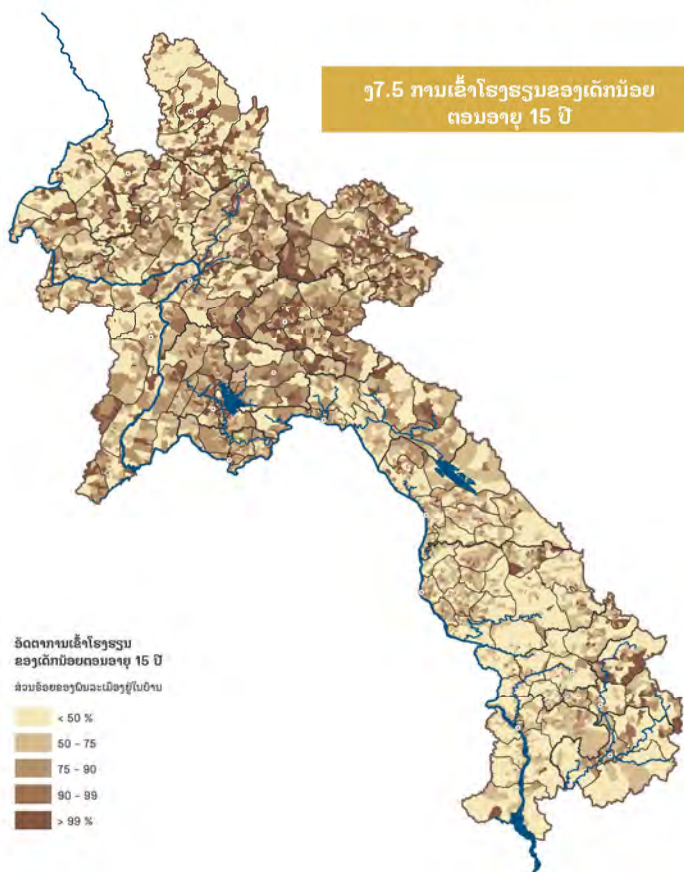 ງ7.5 ການເຂົ້າໂຮງຮຽນຂອງເດັກນ້ອຍ
ຕອນອາຍຸ 15 ປີ
ອັດຕາການເຂົ້າໂຮງຮຽນ
ຂອງເດັກນ້ອຍຕອນອາຍຸ 15 ປີ
ສ່ວນຮ້ອຍຂອງພົນລະເມືອງຢູ່ໃນບ້ານ
< 50 %
50 - 75
75 - 90
90 - 99
> 99 %